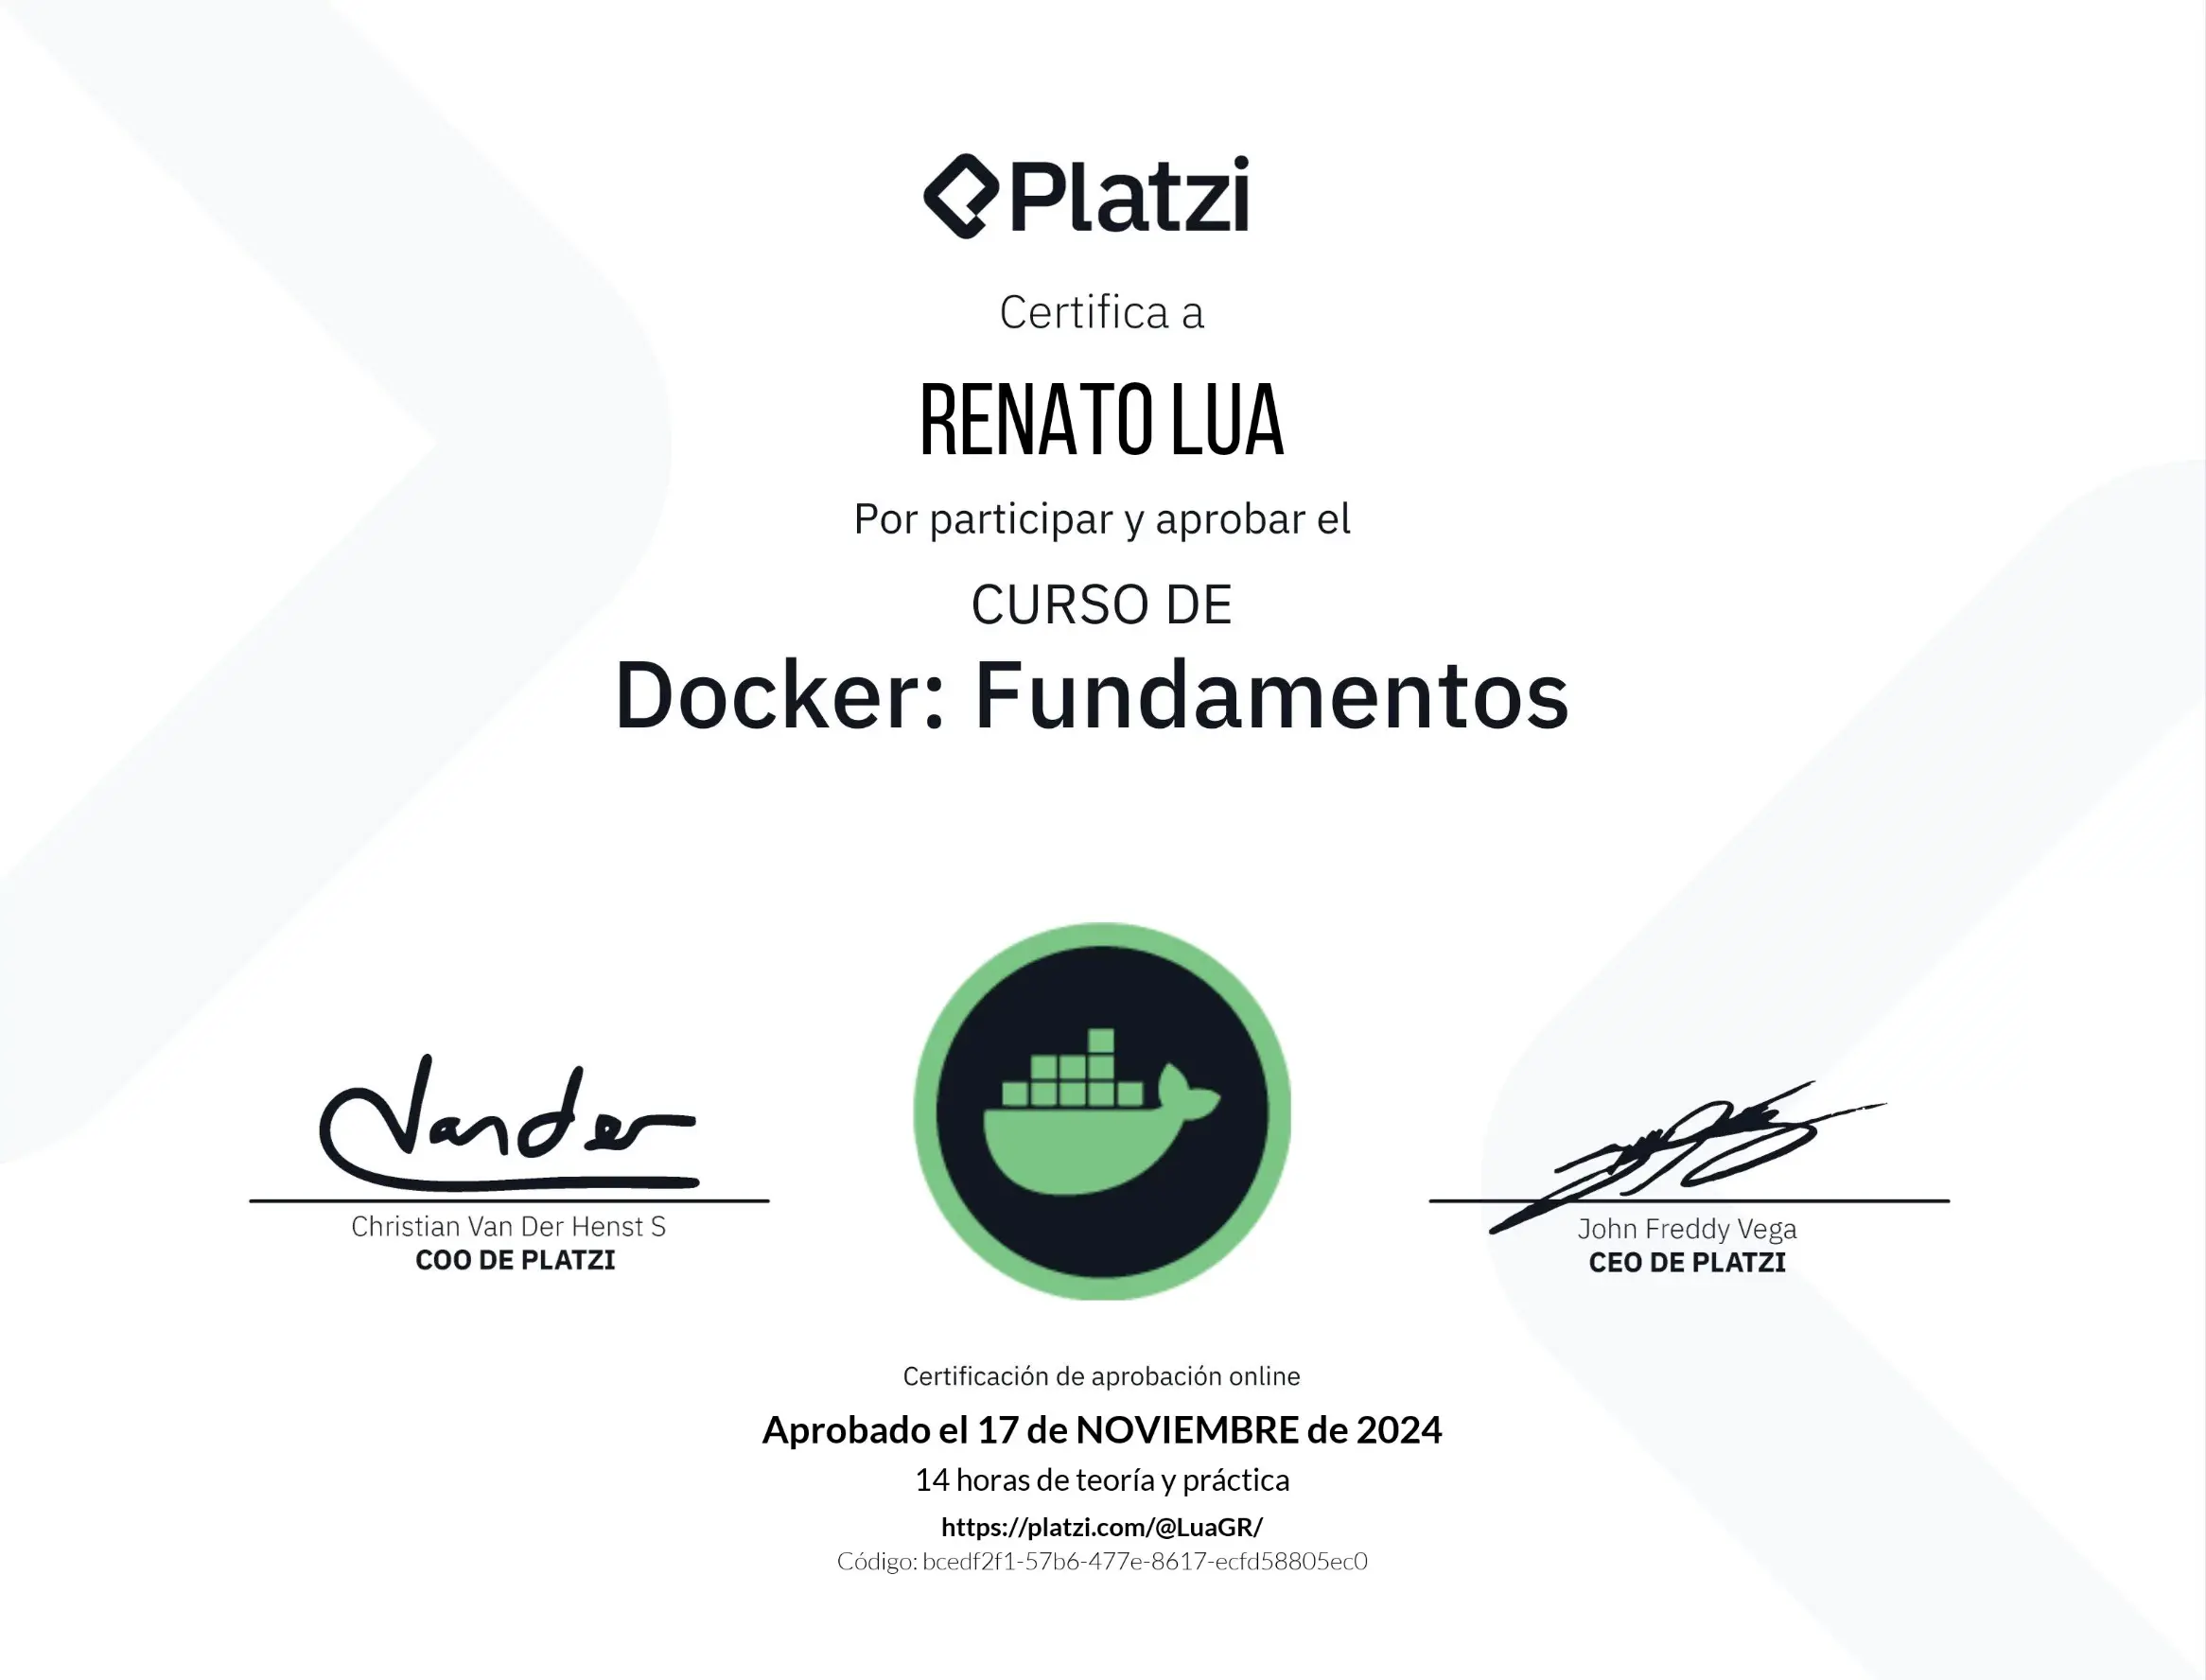 Platzi
Certifica a
RENATO LUA
Por participar y aprobar el
CURSO DE
Docker: Fundamentos
Vander
Christian Van Der Henst S
COO DE PLATZI
John Freddy Vega
CEO DE PLATZI
Certificación de aprobación online
Aprobado el 17 de NOVIEMBRE de 2024
14 horas de teoría y práctica
https://platzi.com/@LuaGR/
Código: bcedf2f1-57b6-477e-8617-ecfd58805ec0